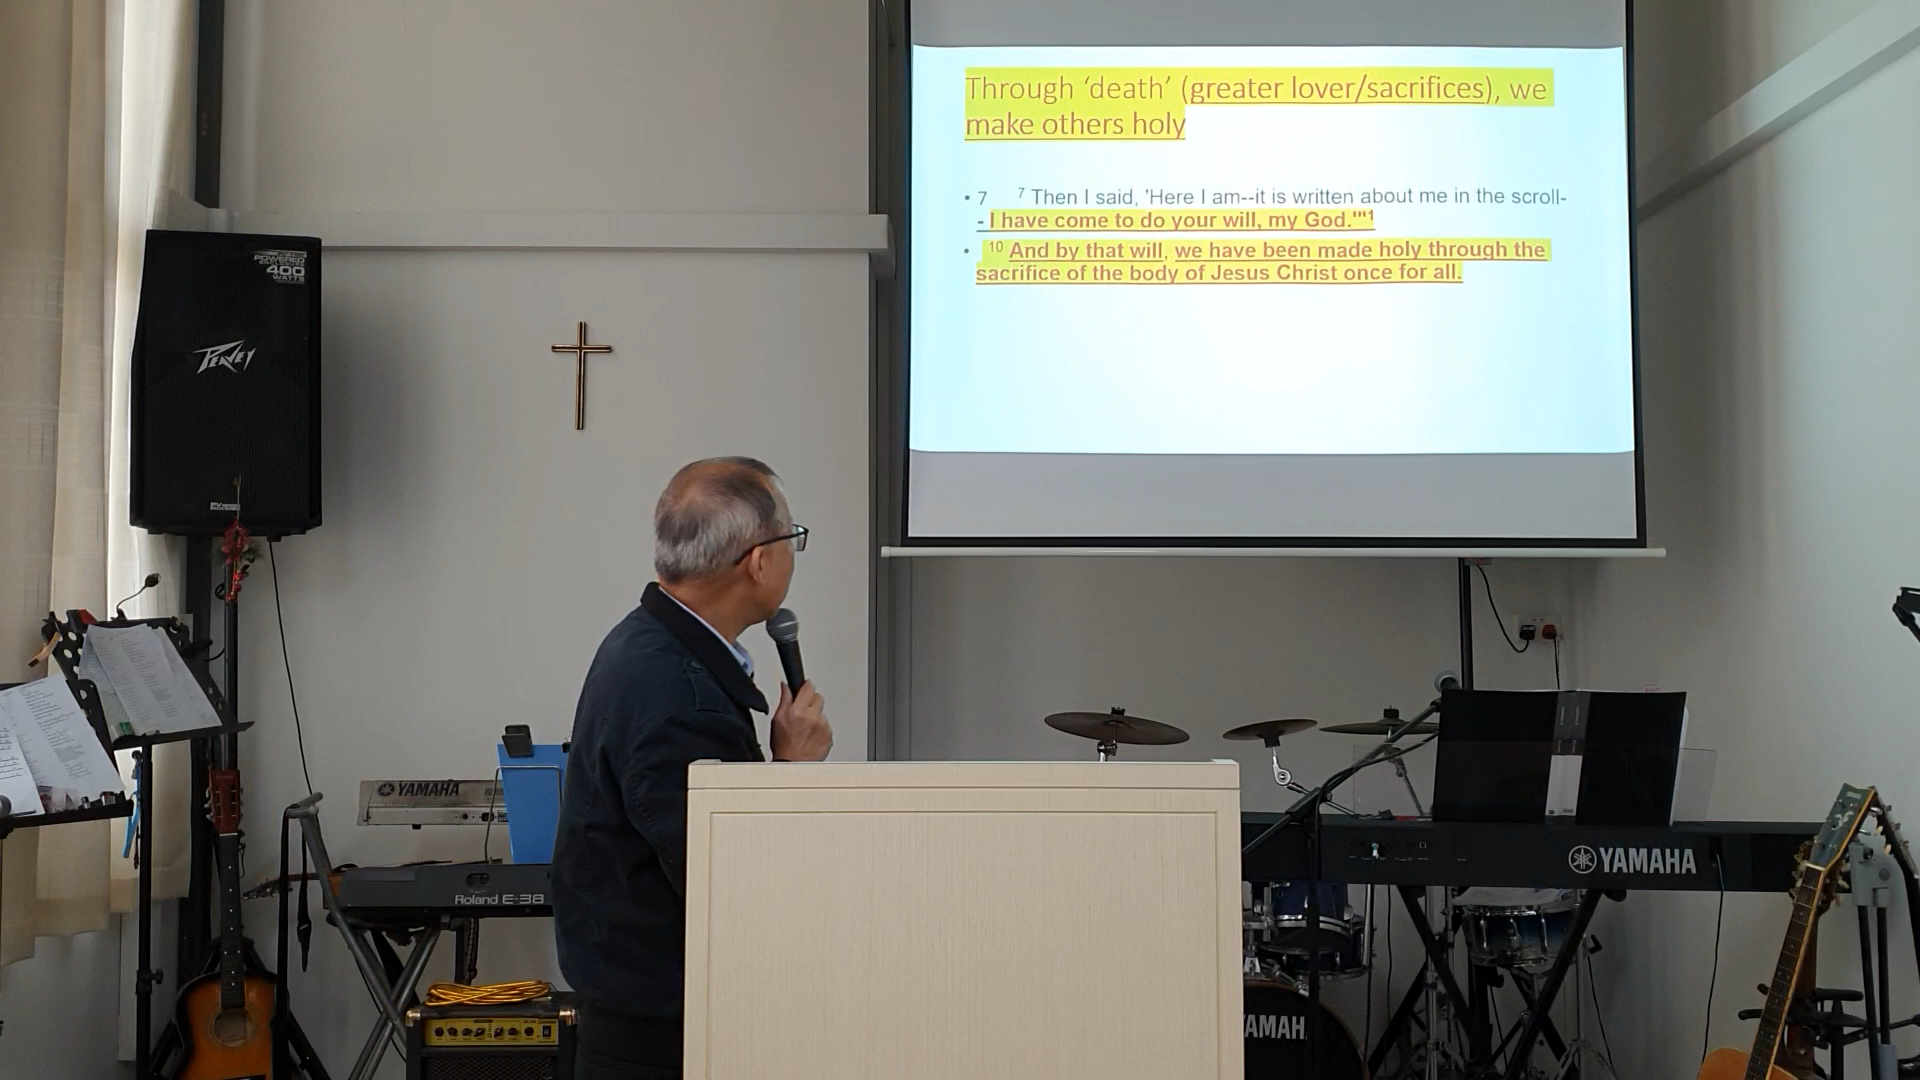 Through ‘death’ (greater lover/sacrifices), we
make others holy
• 7 7 Then I said, 'Here I am--it is written about me in the scroll-
- I have come to do your will, my God.'"1
• 10 And by that will, we have been made holy through the
sacrifice of the body of Jesus Christ once for all.
POWERED
400
WATTS
PEAVEY
YAMAHA
Roland E-38
YAMAHA
YAMAH